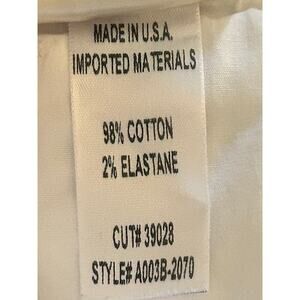 MADE IN U.S.A.
IMPORTED MATERIALS
98% COTTON
2% ELASTANE
CUT# 39028
STYLE# A003B-2070